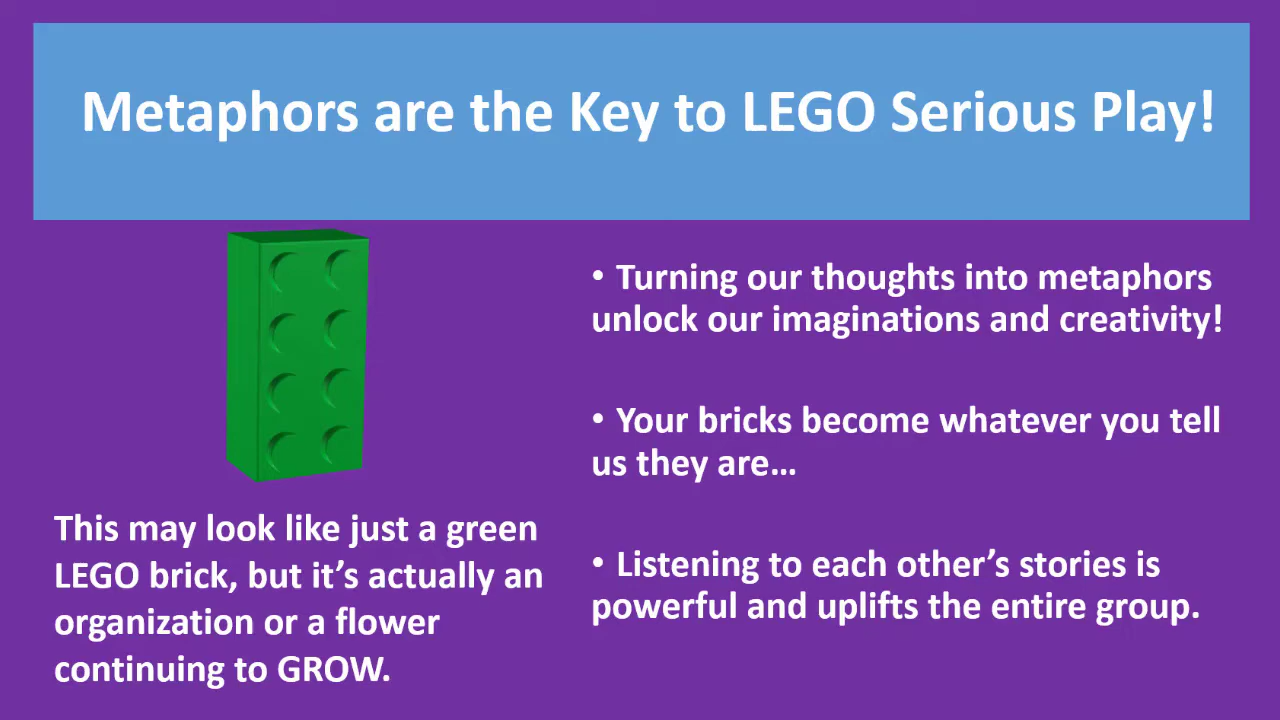 Metaphors are the Key to LEGO Serious Play!
This may look like just a green
LEGO brick, but it’s actually an
organization or a flower
continuing to GROW.
• Turning our thoughts into metaphors
unlock our imaginations and creativity!
• Your bricks become whatever you tell
us they are…
• Listening to each other’s stories is
powerful and uplifts the entire group.